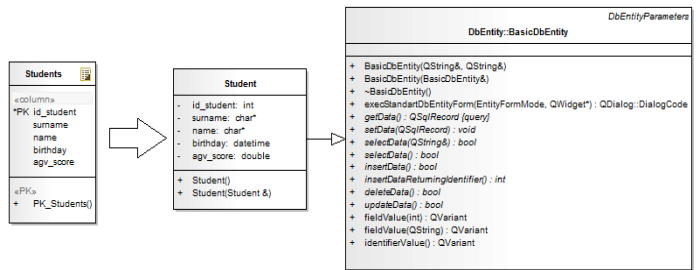 Students
«column»
*PK id_student
surname
name
birthday
agv_score
«PK»
+ PK_Students()
Student
- id_student: int
- surname: char*
- name: char*
- birthday: datetime
- agv_score: double
+ Student()
+ Student(Student &)
DbEntityParameters
DbEntity::BasicDbEntity
+ BasicDbEntity(QString&, QString&)
+ BasicDbEntity(BasicDbEntity&)
+ ~BasicDbEntity()
+ execStandartDbEntityForm(EntityFormMode, QWidget*) : QDialog::DialogCode
+ getData() : QSqlRecord {query}
+ setData(QSqlRecord) : void
+ selectData(QString&) : bool
+ selectData() : bool
+ insertData() : bool
+ insertDataReturningIdentifier() : int
+ deleteData() : bool
+ updateData() : bool
+ fieldValue(int) : QVariant
+ fieldValue(QString) : QVariant
+ identifierValue() : QVariant